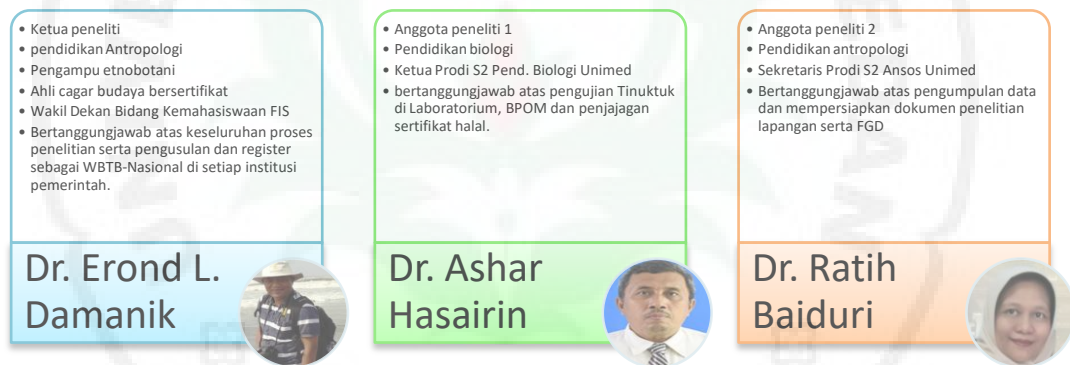 • Ketua peneliti
• pendidikan Antropologi
• Pengampu etnobotani
• Ahli cagar budaya bersertifikat
• Wakil Dekan Bidang Kemahasiswaan FIS
• Bertanggungjawab atas keseluruhan proses
penelitian serta pengusulan dan register
sebagai WBTB-Nasional di setiap institusi
pemerintah.
Dr. Erond L.
Damanik
• Anggota peneliti 1
• Pendidikan biologi
• Ketua Prodi S2 Pend. Biologi Unimed
• bertanggungjawab atas pengujian Tinuktuk
di Laboratorium, BPOM dan penjajagan
sertifikat halal.
Dr. Ashar
Hasairin
• Anggota peneliti 2
• Pendidikan antropologi
• Sekretaris Prodi S2 Ansos Unimed
• Bertanggungjawab atas pengumpulan data
dan mempersiapkan dokumen penelitian
lapangan serta FGD
Dr. Ratih
Baiduri